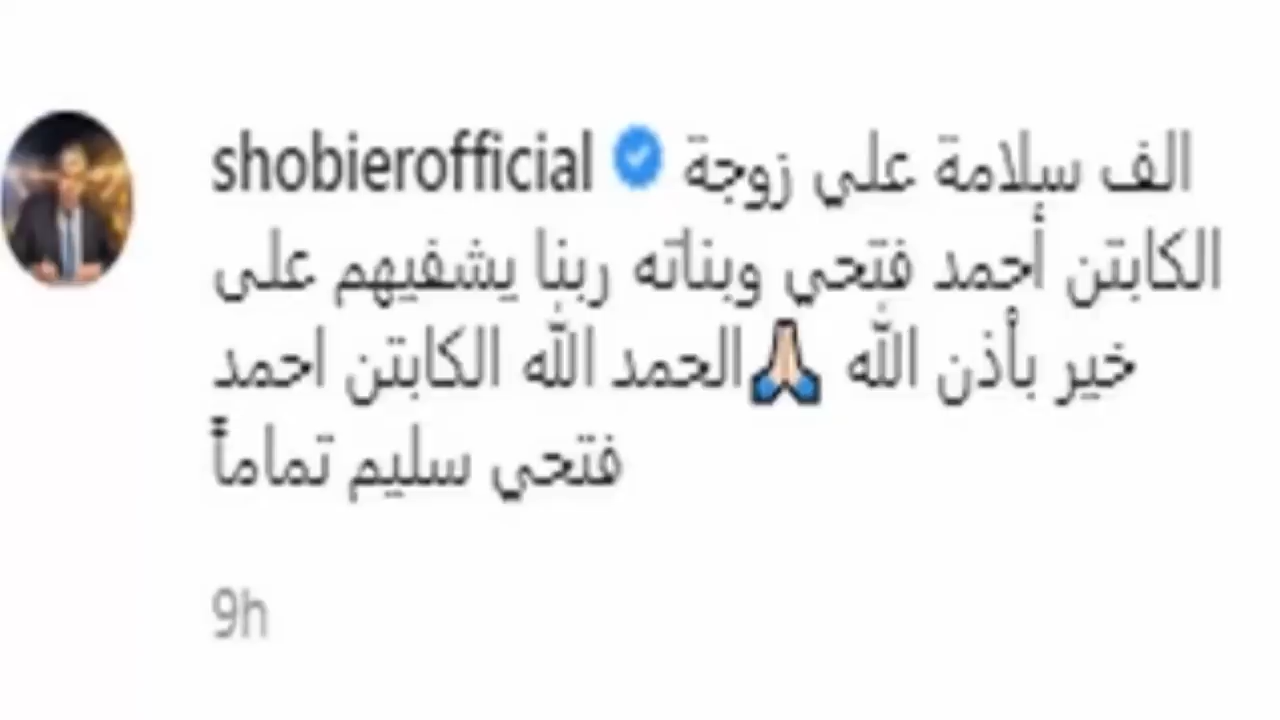 shobierofficial الف سلامة علي زوجة
الكابتن أحمد فتحي وبناته ربنا يشفيهم على
خير بأذن الله 🙏🏻الحمد الله الكابتن احمد
فتحي سليم تماماً
9h